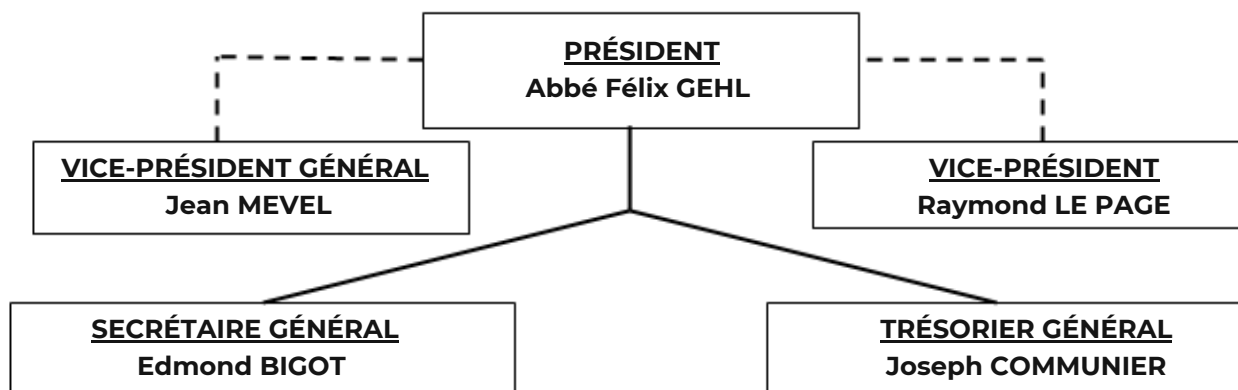 PRÉSIDENT
Abbé Félix GEHL
VICE-PRÉSIDENT GÉNÉRAL
Jean MEVEL
VICE-PRÉSIDENT
Raymond LE PAGE
SECRÉTAIRE GÉNÉRAL
Edmond BIGOT
TRÉSORIER GÉNÉRAL
Joseph COMMUNIER